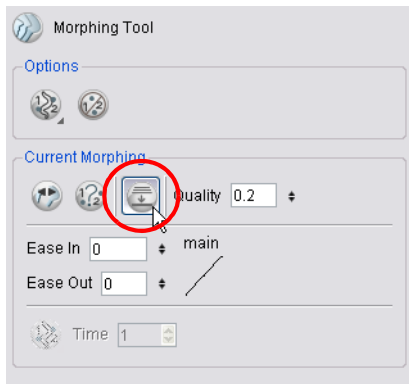 Morphing Tool
Options
Current Morphing
Quality 0.2
Ease In 0 main
Ease Out 0
Time 1